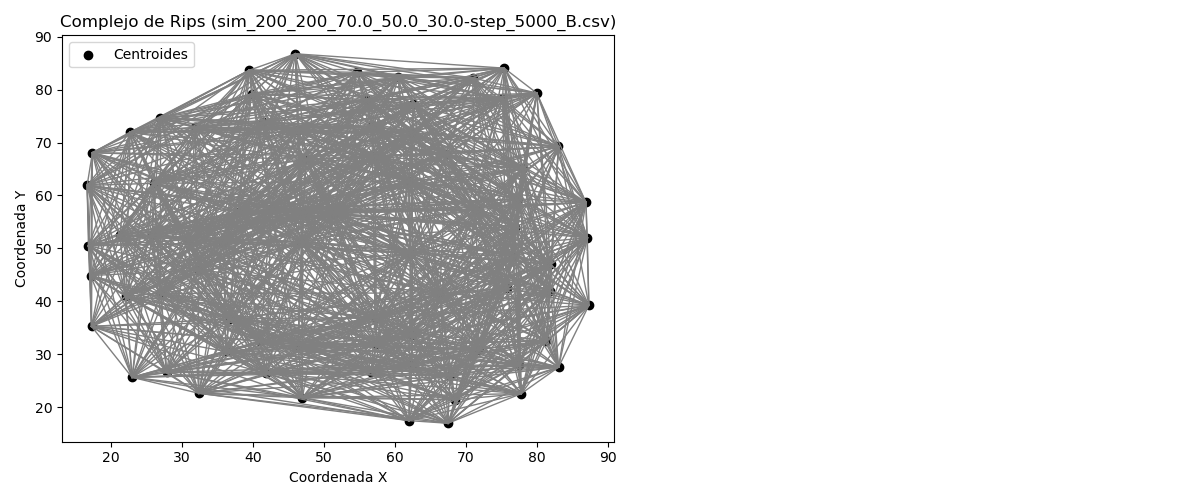 Complejo de Rips (sim_200_200_70.0_50.0_30.0-step_5000_B.csv)
Centroides
90
80
70
60
50
40
30
20
Coordenada Y
20 30 40 50 60 70 80 90
Coordenada X